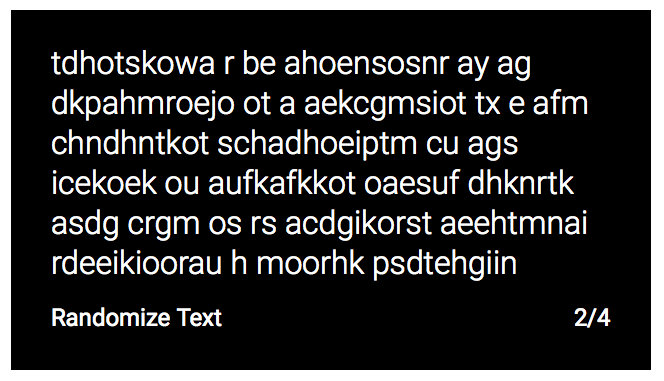 tdhotskowa r be ahoensosnr ay ag
dkpahmroejo ot a aekcgmsiot tx e afm
chndhntkot schadhoeiptm cu ags
icekoek ou aufkafkkot oaesuf dhknrtk
asdg crgm os rs acdgikorst aeehtmnai
rdeeikioorau h moorhk psdtehgiin
Randomize Text 2/4